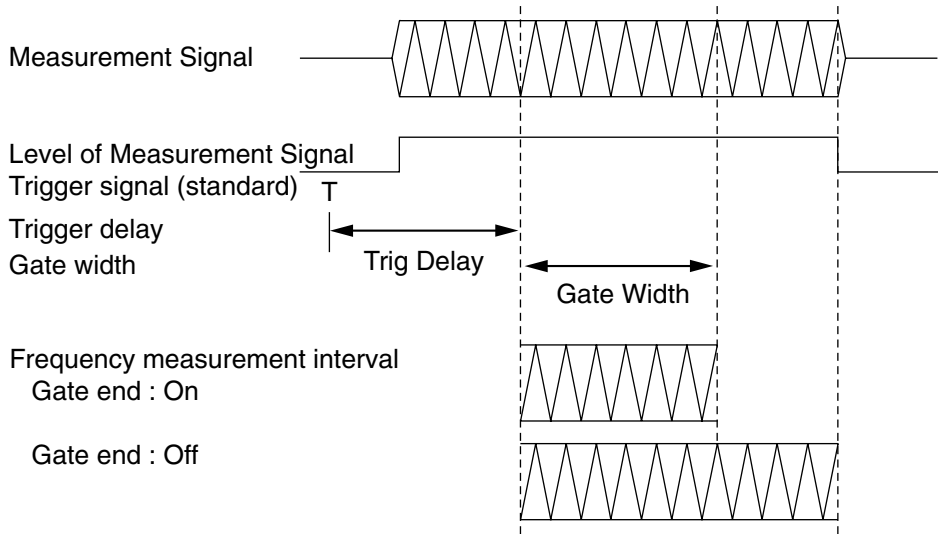 Measurement Signal
Level of Measurement Signal
Trigger signal (standard)
T
Trigger delay
Trig Delay
Gate width
Gate Width
Frequency measurement interval
Gate end : On
Gate end : Off